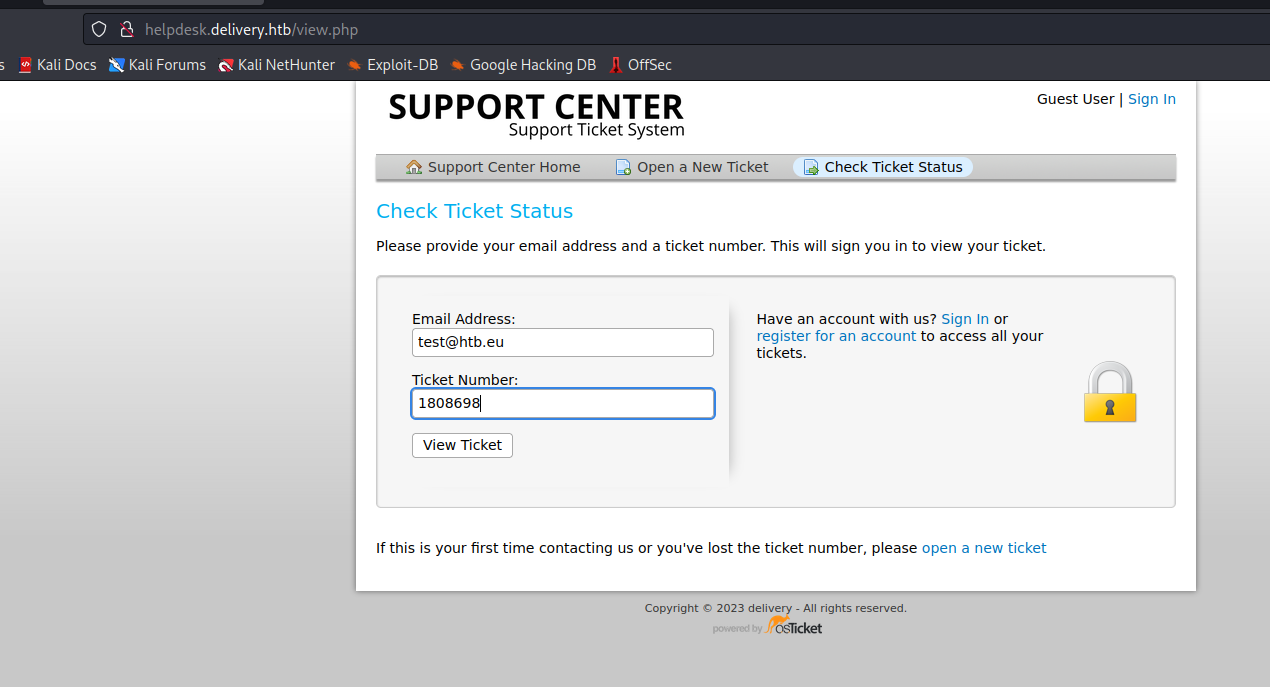 helpdesk.delivery.htb/view.php
s Kali Docs Kali Forums Kali NetHunter Exploit-DB Google Hacking DB OffSec
SUPPORT CENTER
Support Ticket System
Guest User | Sign In
Support Center Home Open a New Ticket Check Ticket Status
Check Ticket Status
Please provide your email address and a ticket number. This will sign you in to view your ticket.
Email Address:
test@htb.eu
Ticket Number:
1808698
View Ticket
Have an account with us? Sign In or
register for an account to access all your
tickets.
If this is your first time contacting us or you've lost the ticket number, please open a new ticket
Copyright © 2023 delivery - All rights reserved.
powered by osTicket